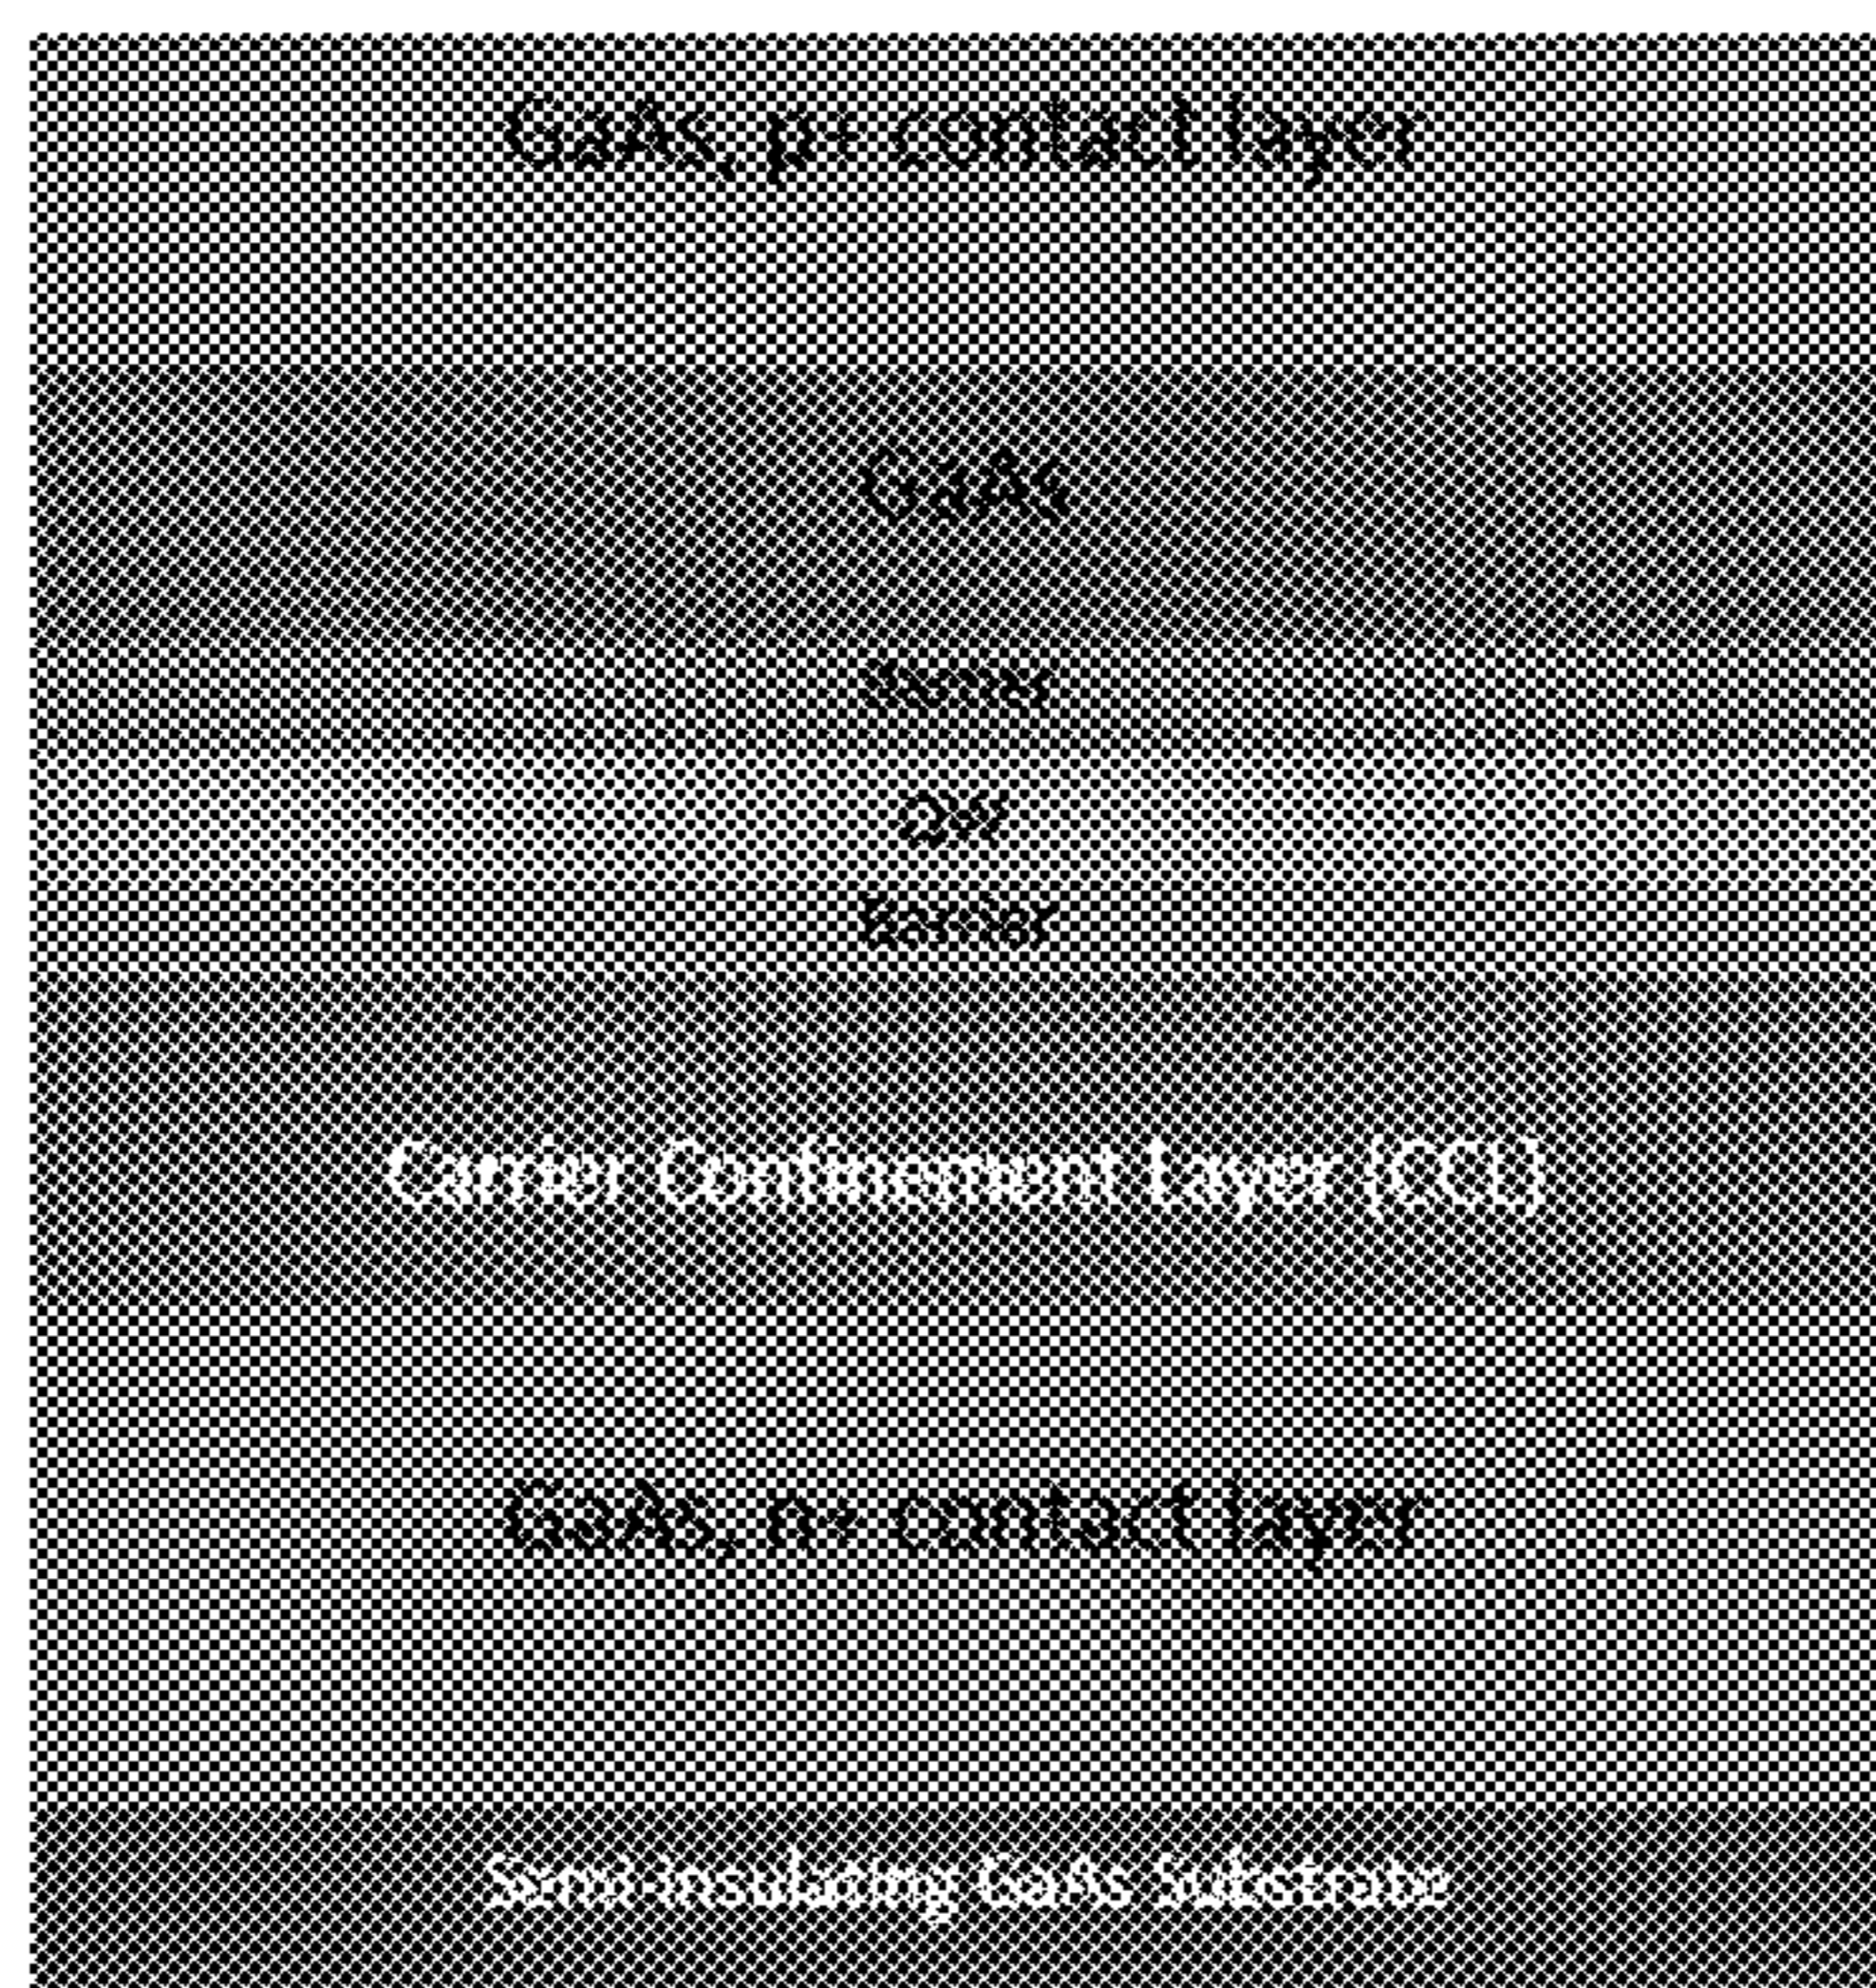 GaAs, p+ contact layer
GaAs
Barrier
QW
Barrier
Carrier Confinement Layer (CCL)
GaAs, n+ contact layer
Semi-insulating GaAs Substrate